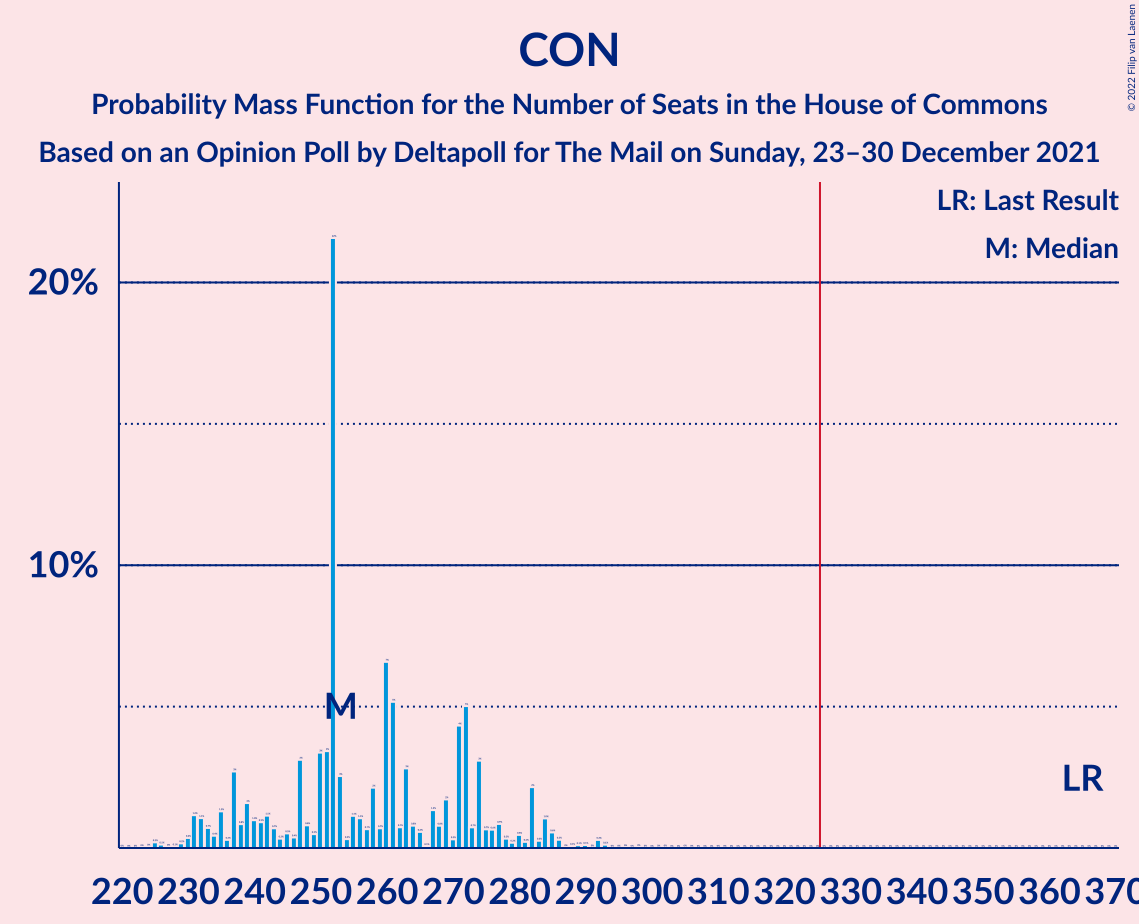 CON
Probability Mass Function for the Number of Seats in the House of Commons
Based on an Opinion Poll by Deltapoll for The Mail on Sunday, 23–30 December 2021
© 2022 Filip van Laenen
LR: Last Result
M: Median
20%
10%
M
LR
220 230 240 250 260 270 280 290 300 310 320 330 340 350 360 370